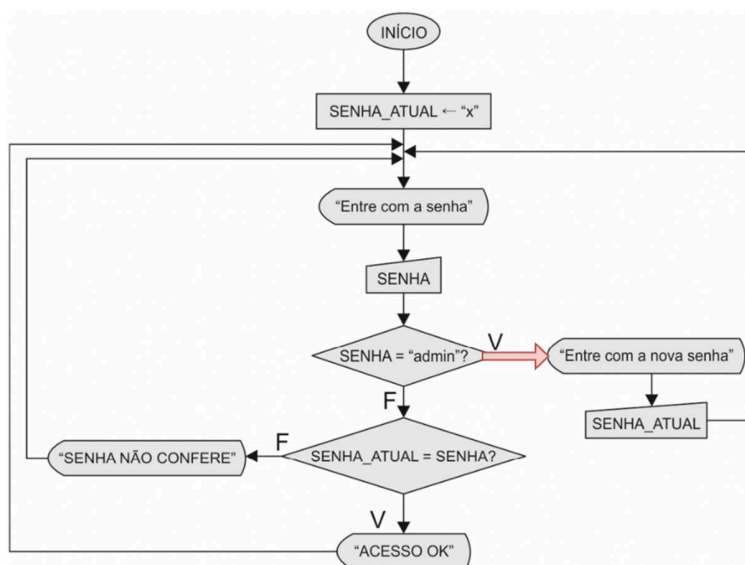 INÍCIO
SENHA_ATUAL ← “x”
“Entre com a senha”
SENHA
SENHA = “admin”?
V
“Entre com a nova senha”
SENHA_ATUAL
F
SENHA_ATUAL = SENHA?
F
“SENHA NÃO CONFERE”
V
“ACESSO OK”